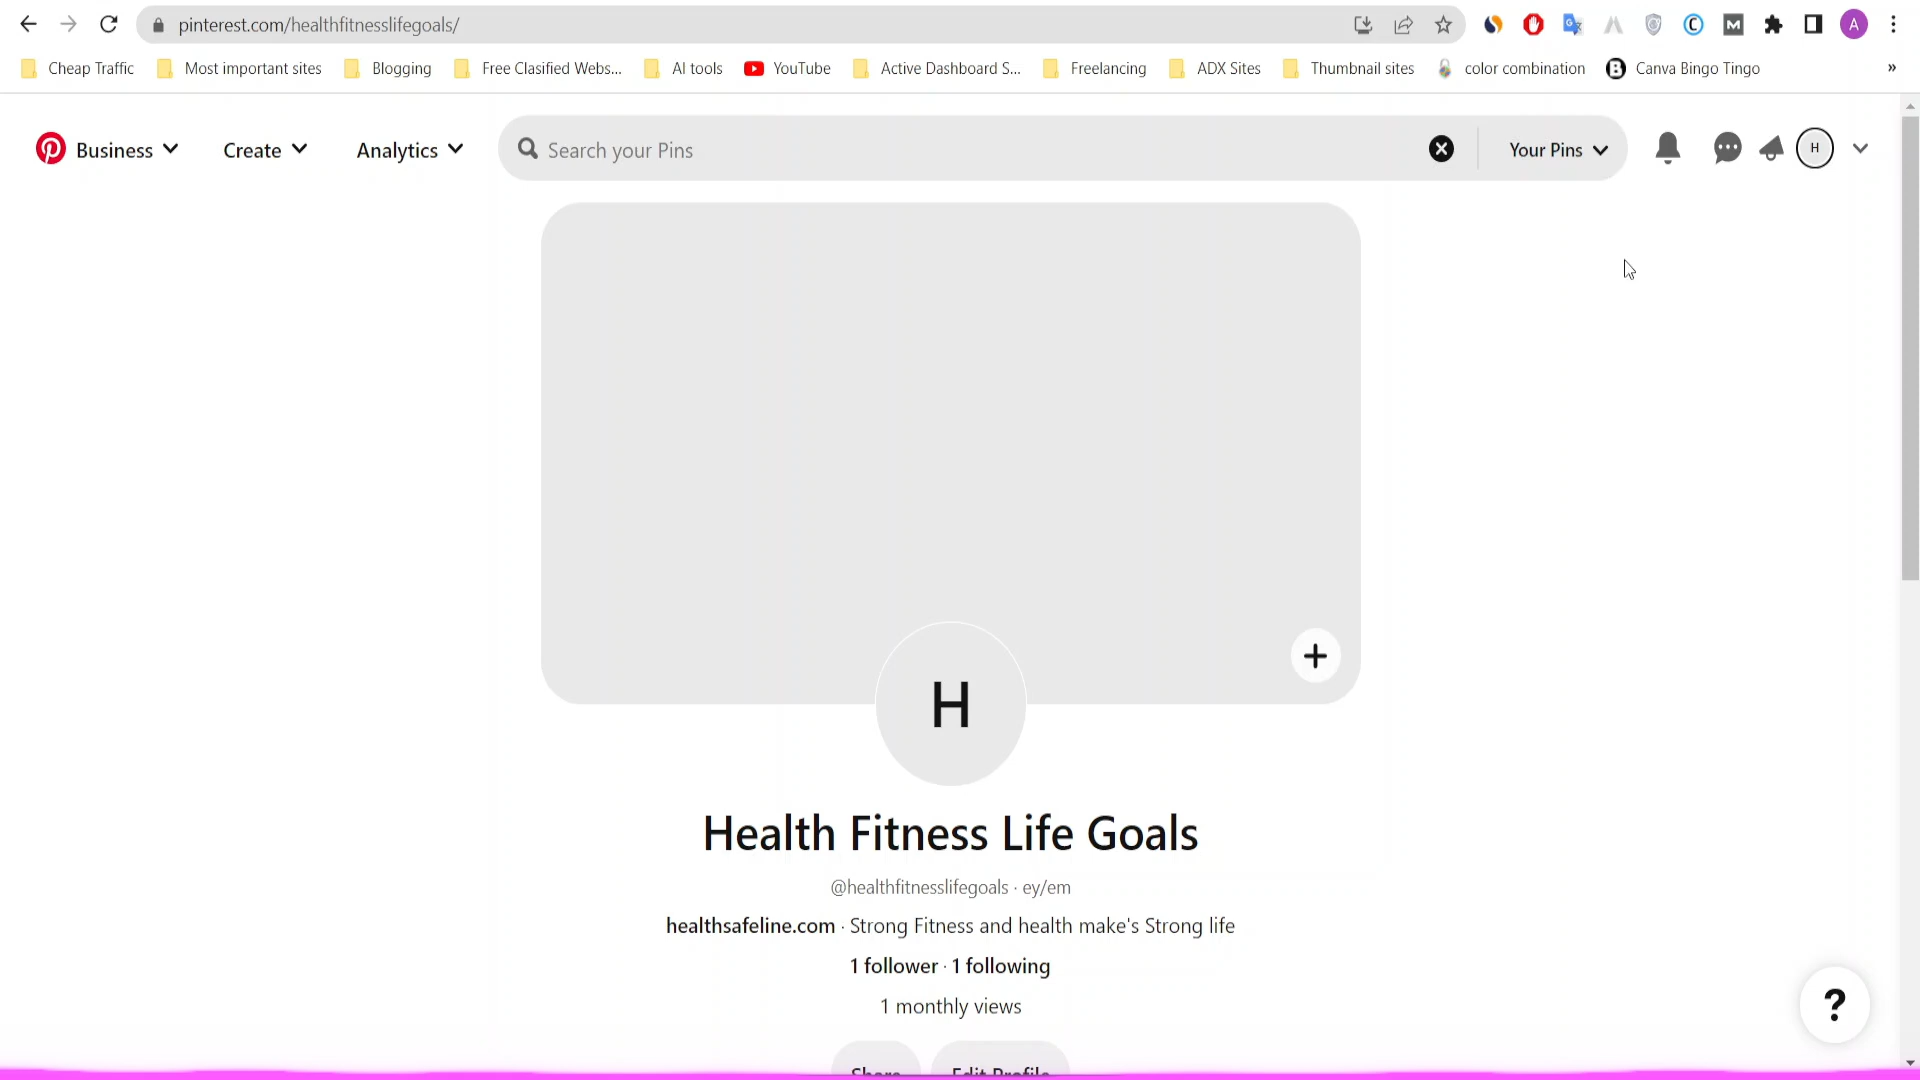 pinterest.com/healthfitnesslifegoals/
A
Cheap Traffic Most important sites Blogging Free Clasified Webs... AI tools YouTube Active Dashboard S... Freelancing ADX Sites Thumbnail sites color combination B Canva Bingo Tingo »
Business Create Analytics Search your Pins Your Pins H
H
Health Fitness Life Goals
@healthfitnesslifegoals · ey/em
healthsafeline.com · Strong Fitness and health make's Strong life
1 follower · 1 following
1 monthly views
?
Share Edit Profile